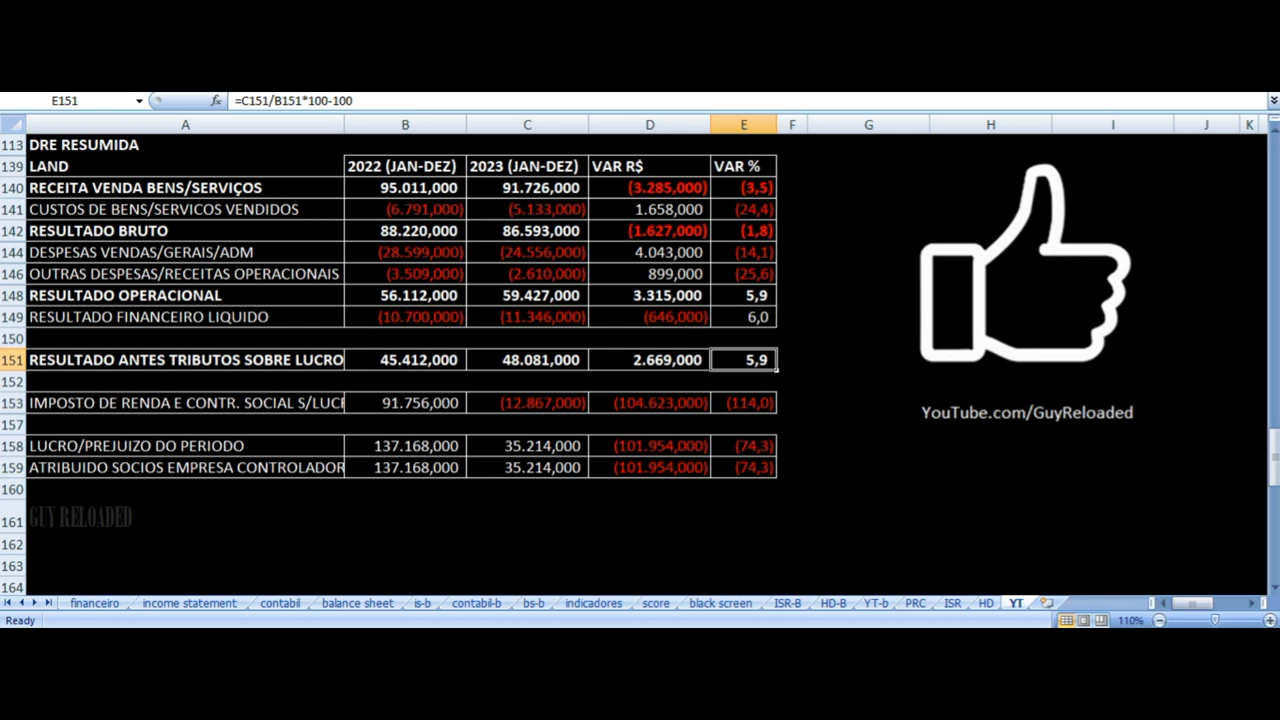 E151 fx =C151/B151*100-100
A B C D E F G H I J K
113 DRE RESUMIDA
139 LAND 2022 (JAN-DEZ) 2023 (JAN-DEZ) VAR R$ VAR %
140 RECEITA VENDA BENS/SERVIÇOS 95.011,000 91.726,000 (3.285,000) (3,5)
141 CUSTOS DE BENS/SERVICOS VENDIDOS (6.791,000) (5.133,000) 1.658,000 (24,4)
142 RESULTADO BRUTO 88.220,000 86.593,000 (1.627,000) (1,8)
144 DESPESAS VENDAS/GERAIS/ADM (28.599,000) (24.556,000) 4.043,000 (14,1)
146 OUTRAS DESPESAS/RECEITAS OPERACIONAIS (3.509,000) (2.610,000) 899,000 (25,6)
148 RESULTADO OPERACIONAL 56.112,000 59.427,000 3.315,000 5,9
149 RESULTADO FINANCEIRO LIQUIDO (10.700,000) (11.346,000) (646,000) 6,0
150
151 RESULTADO ANTES TRIBUTOS SOBRE LUCRO 45.412,000 48.081,000 2.669,000 5,9
152
153 IMPOSTO DE RENDA E CONTR. SOCIAL S/LUCR 91.756,000 (12.867,000) (104.623,000) (114,0)
YouTube.com/GuyReloaded
157
158 LUCRO/PREJUIZO DO PERIODO 137.168,000 35.214,000 (101.954,000) (74,3)
159 ATRIBUIDO SOCIOS EMPRESA CONTROLADOR 137.168,000 35.214,000 (101.954,000) (74,3)
160
161 GUY RELOADED
162
163
164
financeiro income statement contabil balance sheet is-b contabil-b bs-b indicadores score black screen ISR-B HD-B YT-b PRC ISR HD YT
Ready 110%